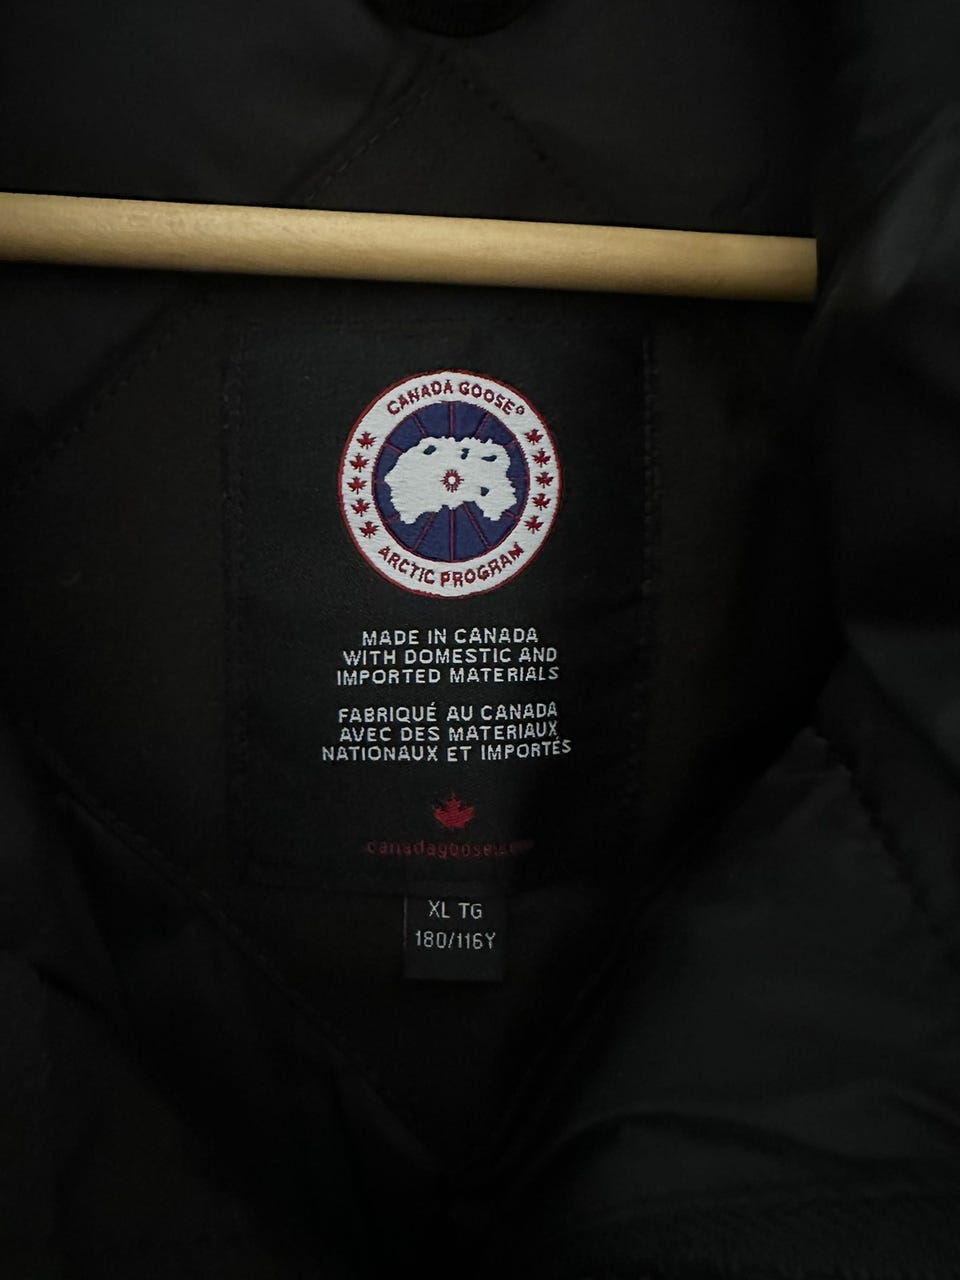 CANADA GOOSE®
ARCTIC PROGRAM
MADE IN CANADA
WITH DOMESTIC AND
IMPORTED MATERIALS
FABRIQUÉ AU CANADA
AVEC DES MATERIAUX
NATIONAUX ET IMPORTÉS
XL TG
180/116Y